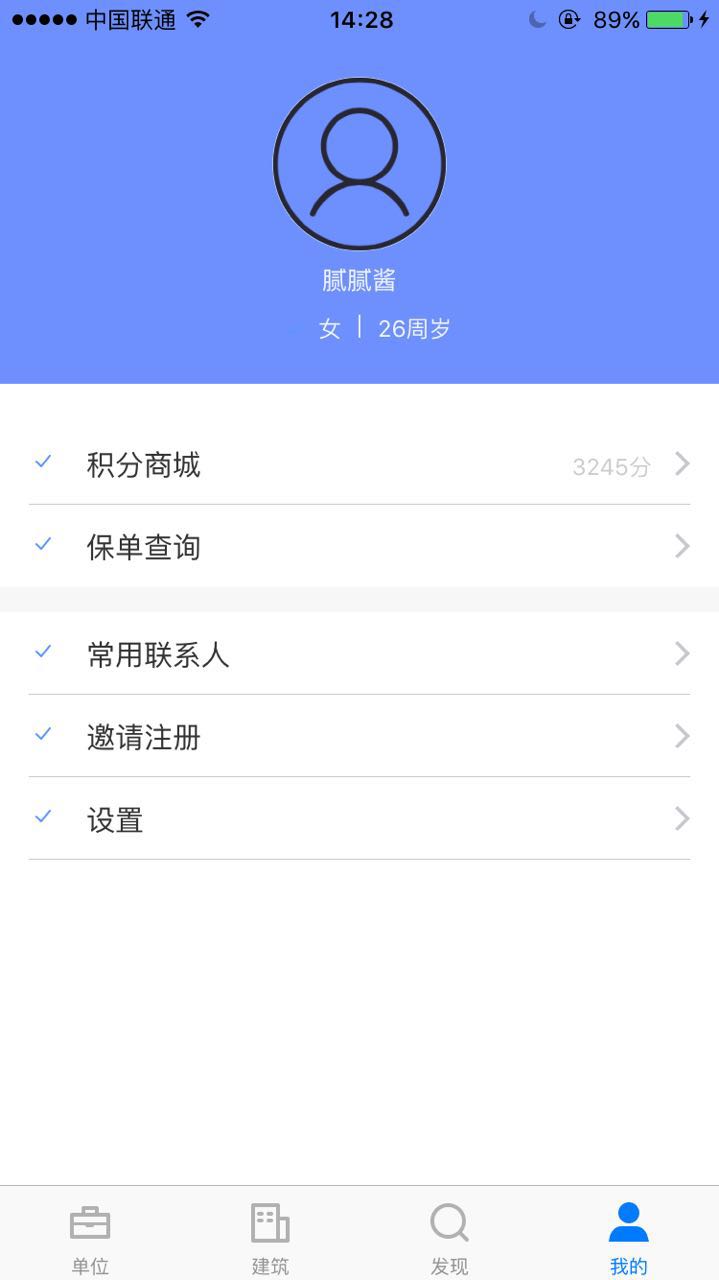 中国联通 14:28 89%
腻腻酱
女 | 26周岁
积分商城 3245分
保单查询
常用联系人
邀请注册
设置
单位 建筑 发现 我的